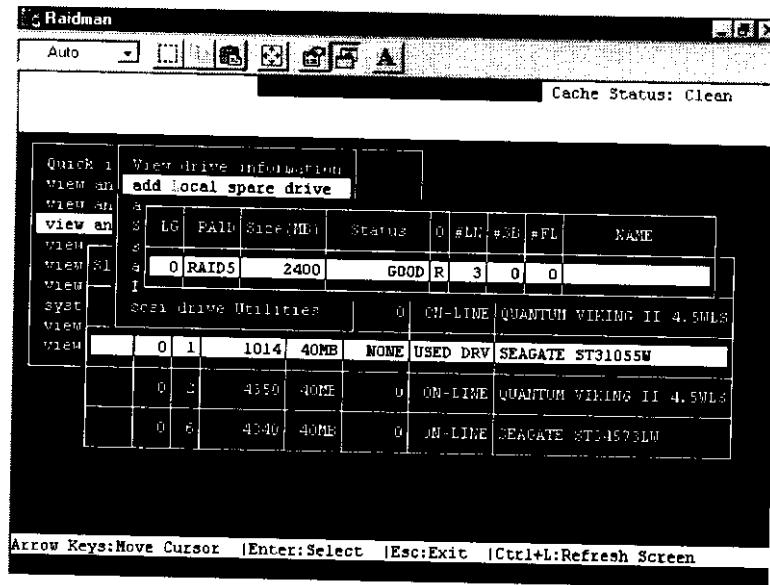 Raidman
Auto
A
Cache Status: Clean
Quick i
view an
view an
view an
view
view
view
syst
view
view
View drive information
add Local spare drive
a
S
s
a
Sl
scsi drive Utilities
LG RAID Size(MB) Status O #LN #SB #FL NAME
0 RAID5 2400 GOOD R 3 0 0
0 ON-LINE QUANTUM VIKING II 4.5WLS
0 1 1014 40MB NONE USED DRV SEAGATE ST31055W
0 2 4350 40MB 0 ON-LINE QUANTUM VIKING II 4.5WLS
0 6 4340 40MB 0 ON-LINE SEAGATE ST34573LW
Arrow Keys:Move Cursor |Enter:Select |Esc:Exit |Ctrl+L:Refresh Screen